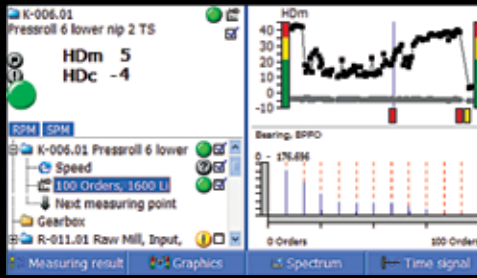 K-006.01
Pressroll 6 lower nip 2 TS
HDm 5
HDc -4
RPM SPM
K-006.01 Pressroll 6 lower
Speed
100 Orders, 1600 Li
Next measuring point
Gearbox
R-011.01 Raw Mill, Input,
HDm
40
30
20
10
0
-10
Bearing, BPFO
0 - 176.696
0 Orders
100 Orders
Measuring result
Graphics
Spectrum
Time signal